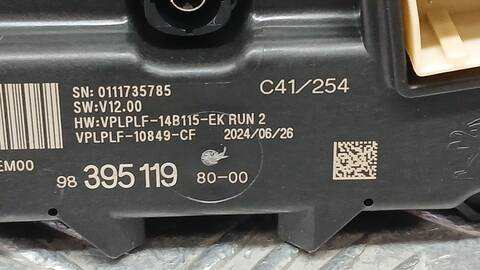 SN: 0111735785
C41/254
SW:V12.00
HW:VPLPLF-14B115-EK RUN 2
VPLPLF-10849-CF 2024/06/26
EM00
98 395 119 80-00